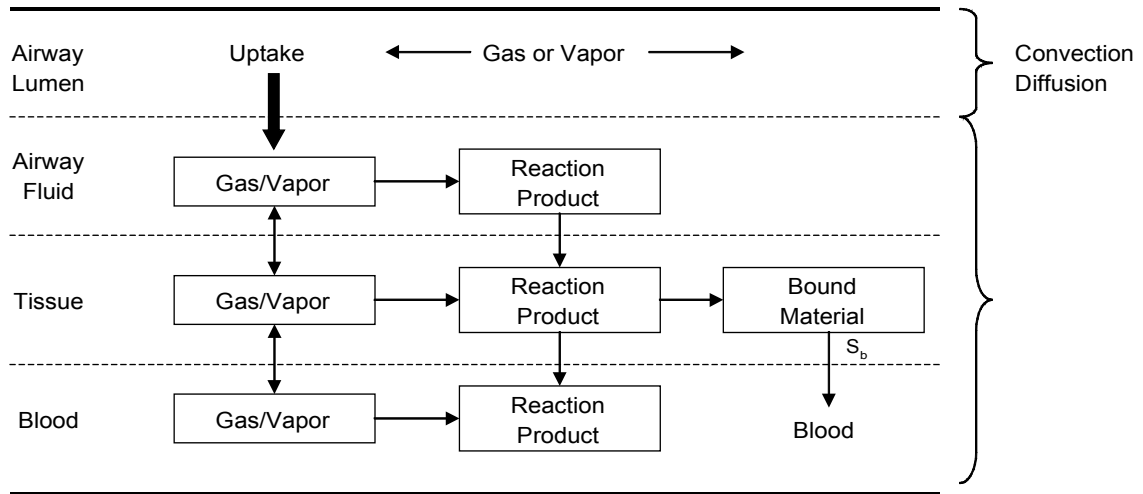 Airway
Lumen
Uptake
Gas or Vapor
Convection
Diffusion
Airway
Fluid
Gas/Vapor
Reaction
Product
Tissue
Gas/Vapor
Reaction
Product
Bound
Material
S_b
Blood
Gas/Vapor
Reaction
Product
Blood